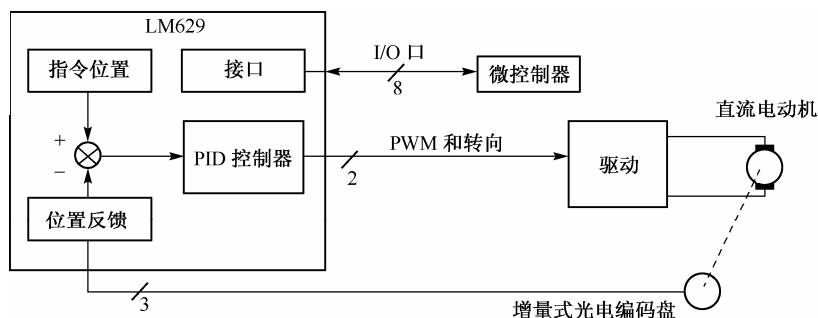 LM629
指令位置
接口
I/O 口
8
微控制器
直流电动机
+
−
PID 控制器
2
PWM 和转向
驱动
位置反馈
3
增量式光电编码盘